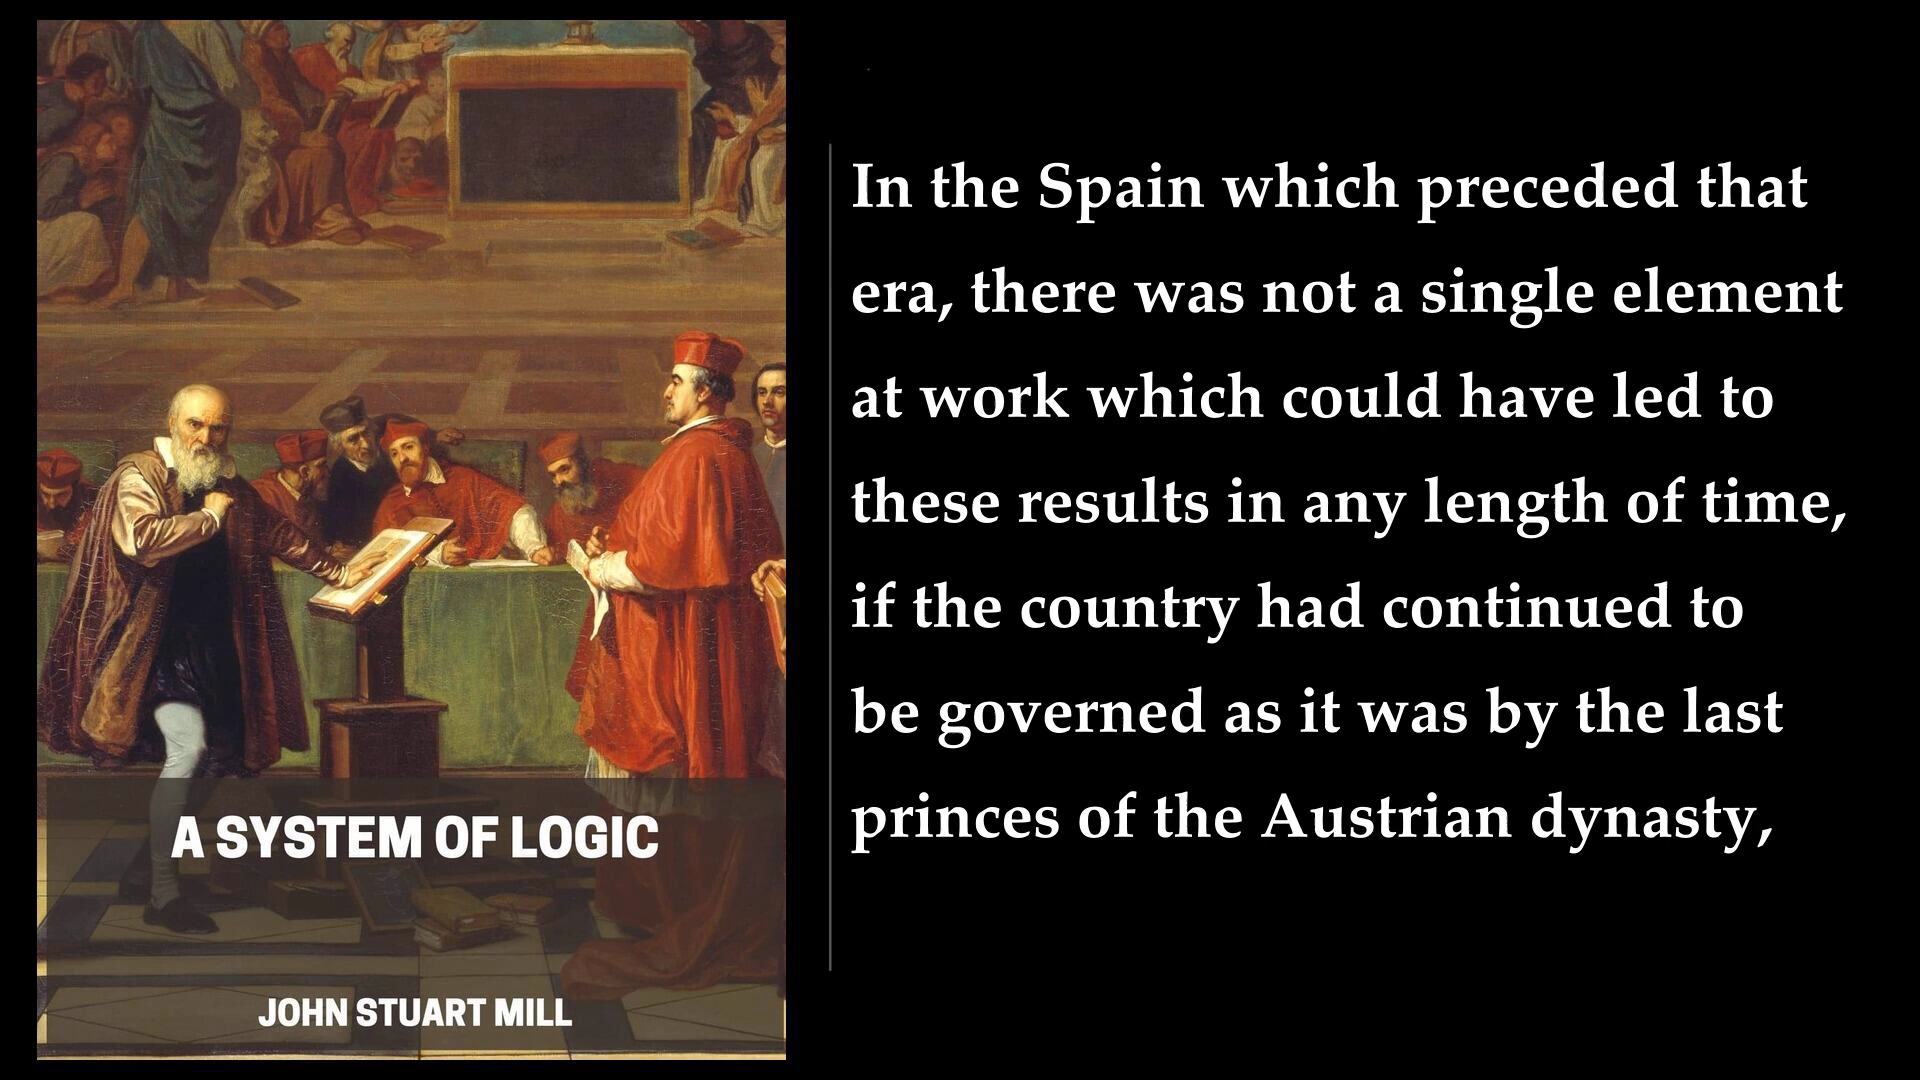 A SYSTEM OF LOGIC
JOHN STUART MILL
In the Spain which preceded that
era, there was not a single element
at work which could have led to
these results in any length of time,
if the country had continued to
be governed as it was by the last
princes of the Austrian dynasty,